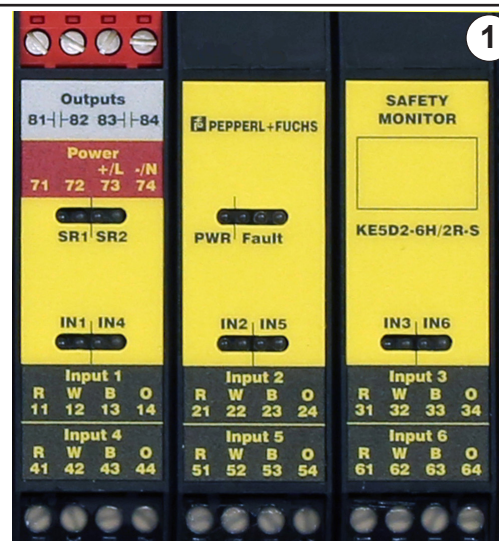 1
Outputs
81 82 83 84
Power
+/L -/N
71 72 73 74
SR1 SR2
IN1 IN4
Input 1
R W B O
11 12 13 14
Input 4
R W B O
41 42 43 44
PEPPERL+FUCHS
PWR Fault
IN2 IN5
Input 2
R W B O
21 22 23 24
Input 5
R W B O
51 52 53 54
SAFETY
MONITOR
KE5D2-6H/2R-S
IN3 IN6
Input 3
R W B O
31 32 33 34
Input 6
R W B O
61 62 63 64